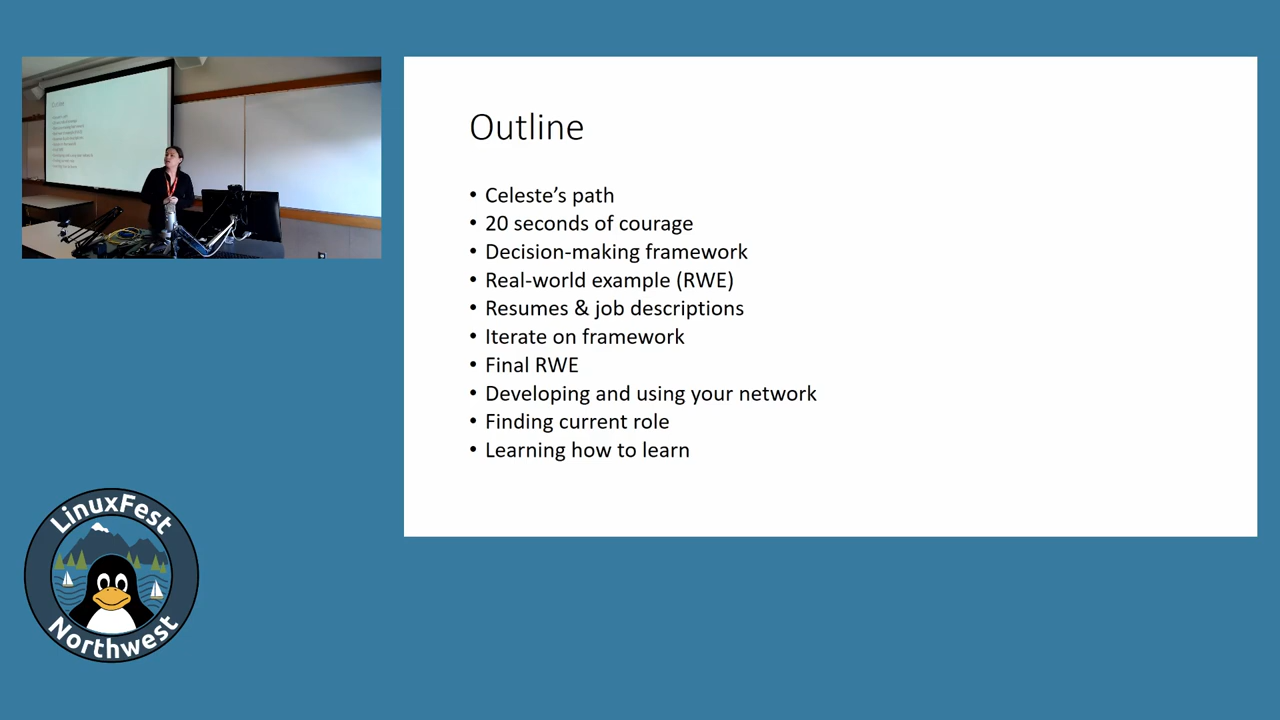 Outline
• Celeste's path
• 20 seconds of courage
• Decision-making framework
• Real-world example (RWE)
• Resumes & job descriptions
• Iterate on framework
• Final RWE
• Developing and using your network
• Finding current role
• Learning how to learn
LinuxFest
Northwest